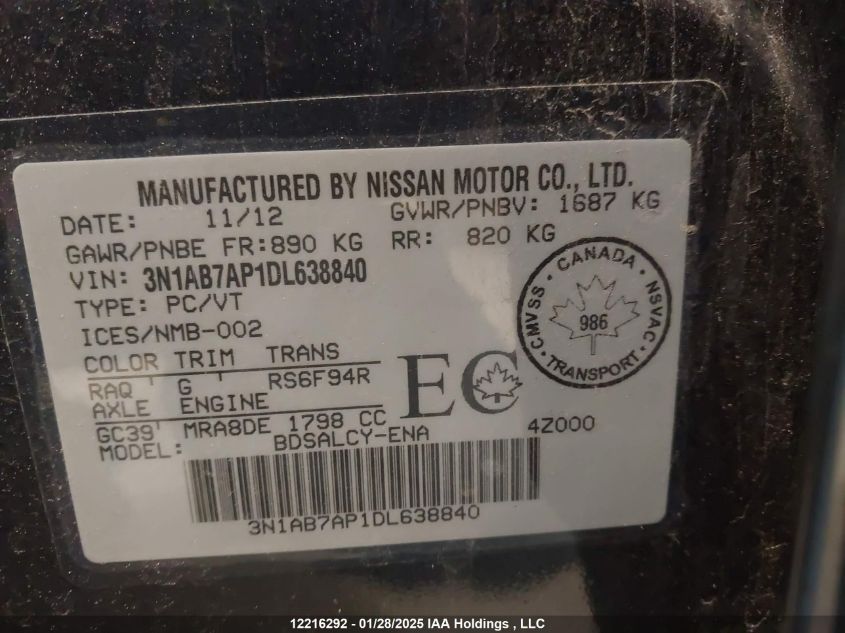 MANUFACTURED BY NISSAN MOTOR CO., LTD.
DATE: 11/12 GVWR/PNBV: 1687 KG
GAWR/PNBE FR:890 KG RR: 820 KG
VIN: 3N1AB7AP1DL638840
TYPE: PC/VT
ICES/NMB-002
CANADA
CMVSS
986
NSVAC
TRANSPORT
COLOR TRIM TRANS
RAQ G RS6F94R
AXLE ENGINE
GC39 MRA8DE 1798 CC
EC
MODEL: BDSALCY-ENA 4Z000
3N1AB7AP1DL638840
12216292 - 01/28/2025 IAA Holdings , LLC